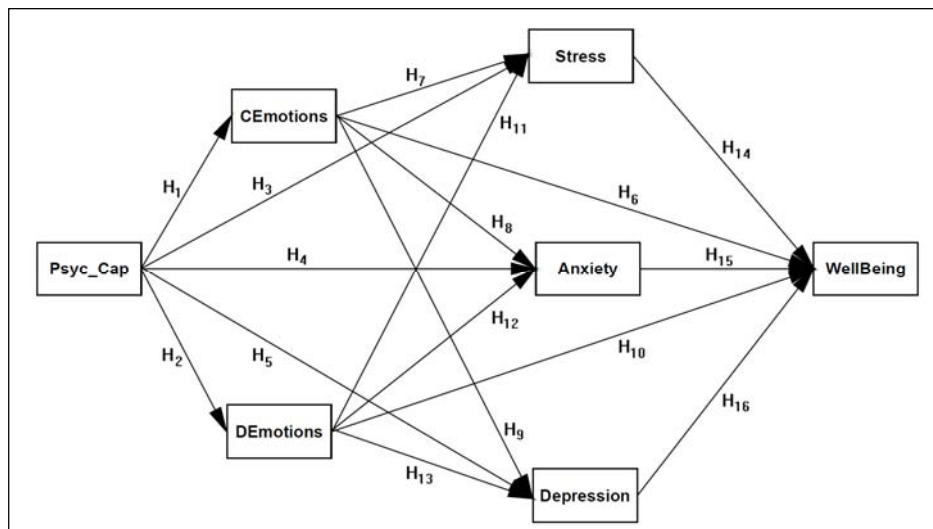 Stress
H7
CEmotions
H11
H14
H1
H3
H6
H8
Psyc_Cap
H4
Anxiety
H15
WellBeing
H12
H2
H5
H10
DEmotions
H9
H16
H13
Depression